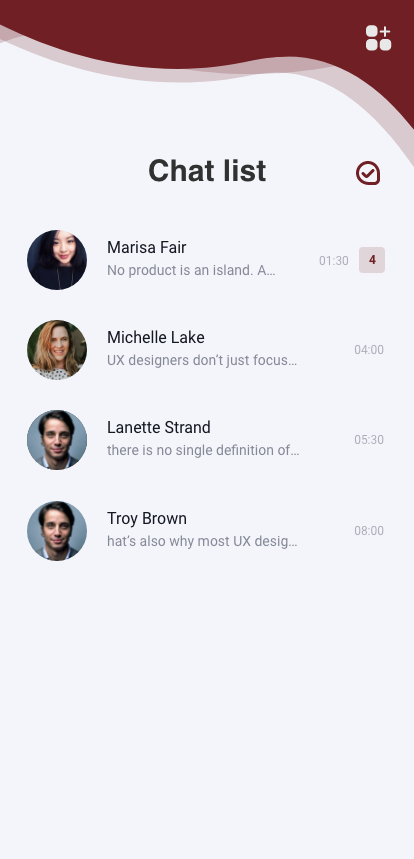 Chat list
Marisa Fair
No product is an island. A…
01:30
4
Michelle Lake
UX designers don’t just focus…
04:00
Lanette Strand
there is no single definition of…
05:30
Troy Brown
hat’s also why most UX desig…
08:00